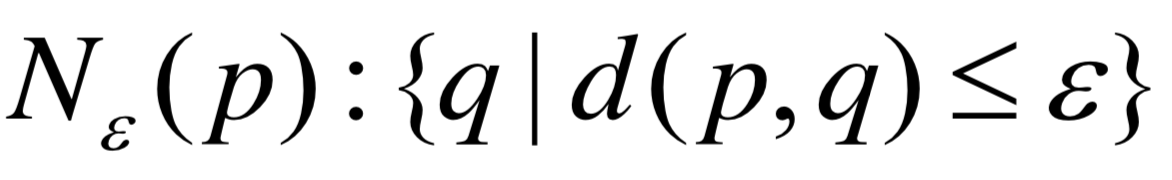 N_ε(p):{q | d(p,q) ≤ ε}